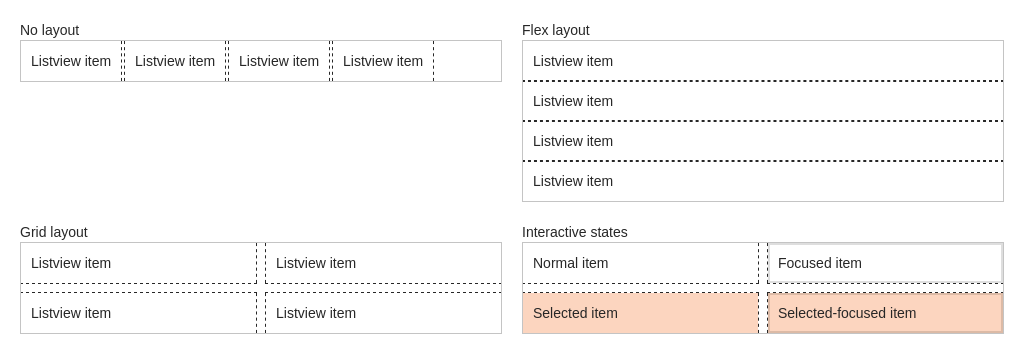 No layout
Listview item Listview item Listview item Listview item
Flex layout
Listview item
Listview item
Listview item
Listview item
Grid layout
Listview item Listview item
Listview item Listview item
Interactive states
Normal item Focused item
Selected item Selected-focused item